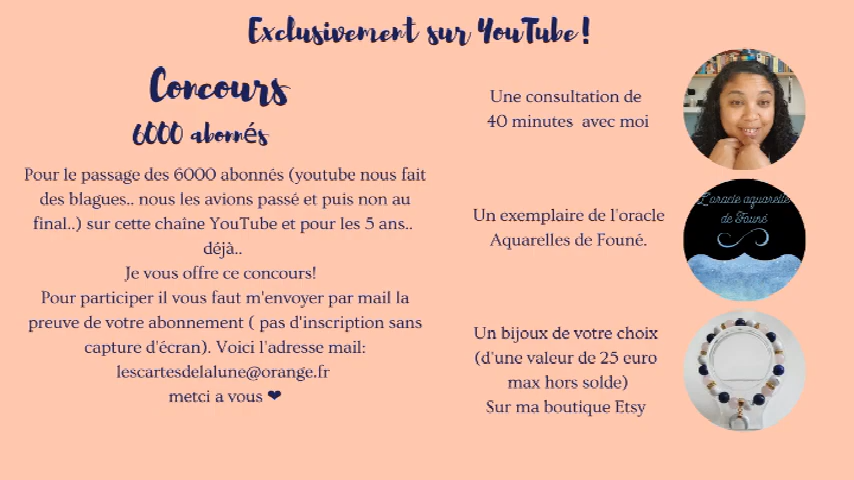 Exclusivement sur YouTube!
Concours
6000 abonnés
Pour le passage des 6000 abonnés (youtube nous fait
des blagues.. nous les avions passé et puis non au
final..) sur cette chaîne YouTube et pour les 5 ans..
déjà..
Je vous offre ce concours!
Pour participer il vous faut m'envoyer par mail la
preuve de votre abonnement ( pas d'inscription sans
capture d'écran). Voici l'adresse mail:
lescartesdelalune@orange.fr
metci a vous ❤
Une consultation de
40 minutes avec moi
Un exemplaire de l'oracle
Aquarelles de Founé.
L'oracle aquarelle
de Founé
Un bijoux de votre choix
(d'une valeur de 25 euro
max hors solde)
Sur ma boutique Etsy